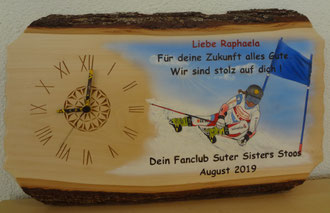 Liebe Raphaela
Für deine Zukunft alles Gute.
Wir sind stolz auf dich !
Dein Fanclub Suter Sisters Stoos
August 2019